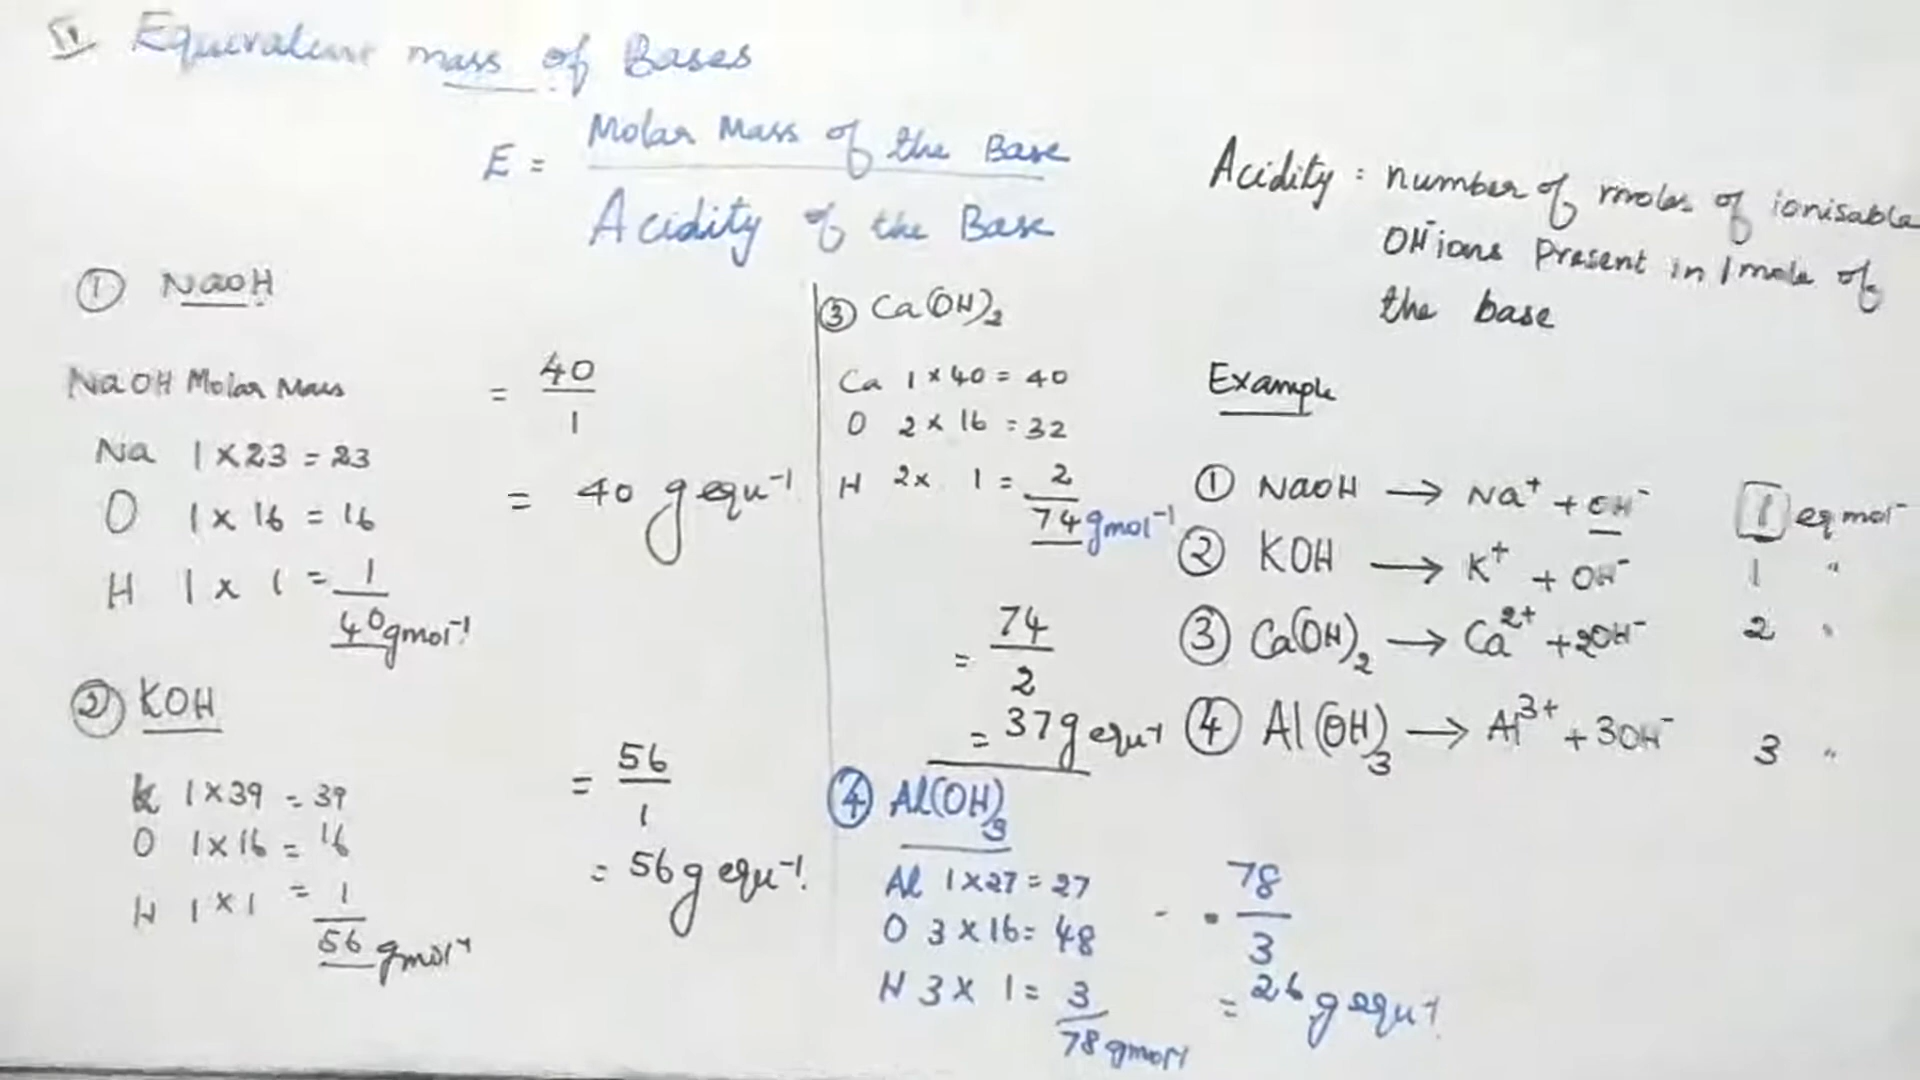 II Equivalent mass of Bases
E = Molar Mass of the Base
Acidity of the Base
Acidity : number of moles of ionisable
OH⁻ ions Present in 1 mole of
the base
① NaOH
NaOH Molar Mass
Na 1 x 23 = 23
O 1 x 16 = 16
H 1 x 1 = 1
40 gmol⁻¹
= 40
1
= 40 g equ⁻¹
② KOH
K 1 x 39 = 39
O 1 x 16 = 16
H 1 x 1 = 1
56 gmol⁻¹
= 56
1
= 56 g equ⁻¹
③ Ca(OH)₂
Ca 1 x 40 = 40
O 2 x 16 = 32
H 2 x 1 = 2
74 gmol⁻¹
= 74
2
= 37 g equ⁻¹
④ Al(OH)₃
Al 1 x 27 = 27
O 3 x 16 = 48
H 3 x 1 = 3
78 gmol⁻¹
78
3
= 26 g equ⁻¹
Example
① NaOH → Na⁺ + OH⁻ 1 eq mol⁻
② KOH → K⁺ + OH⁻ 1 "
③ Ca(OH)₂ → Ca²⁺ + 2OH⁻ 2 "
④ Al(OH)₃ → Al³⁺ + 3OH⁻ 3 "